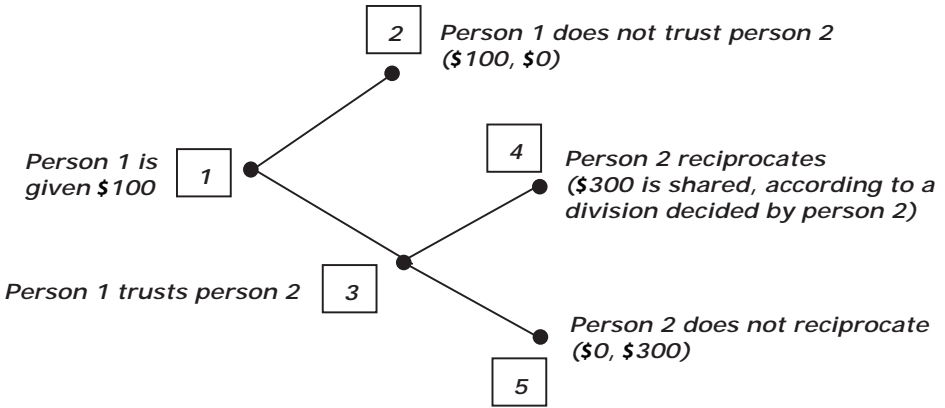 2
Person 1 does not trust person 2
($100, $0)
Person 1 is
given $100
1
4
Person 2 reciprocates
($300 is shared, according to a
division decided by person 2)
Person 1 trusts person 2
3
Person 2 does not reciprocate
($0, $300)
5